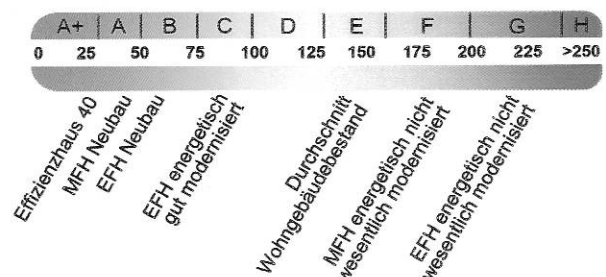 A+ A B C D E F G H
0 25 50 75 100 125 150 175 200 225 >250
Effizienzhaus 40
MFH Neubau
EFH Neubau
EFH energetisch
gut modernisiert
Durchschnitt
Wohngebäudebestand
MFH energetisch nicht
wesentlich modernisiert
EFH energetisch nicht
wesentlich modernisiert